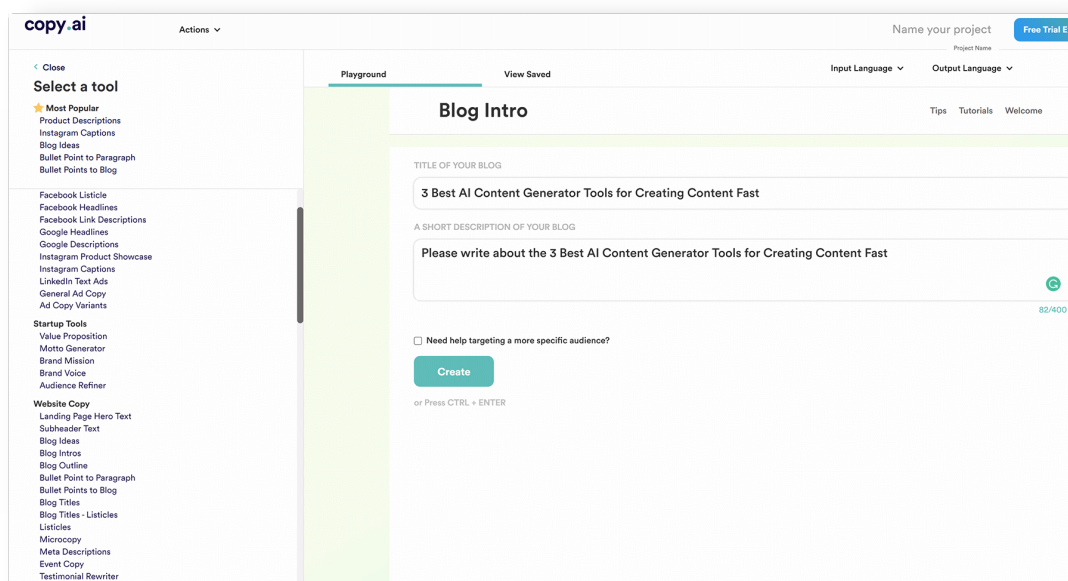 copy.ai
Actions
Name your project
Project Name
Free Trial E
Close
Select a tool
Most Popular
Product Descriptions
Instagram Captions
Blog Ideas
Bullet Point to Paragraph
Bullet Points to Blog
Facebook Listicle
Facebook Headlines
Facebook Link Descriptions
Google Headlines
Google Descriptions
Instagram Product Showcase
Instagram Captions
LinkedIn Text Ads
General Ad Copy
Ad Copy Variants
Startup Tools
Value Proposition
Motto Generator
Brand Mission
Brand Voice
Audience Refiner
Website Copy
Landing Page Hero Text
Subheader Text
Blog Ideas
Blog Intros
Blog Outline
Bullet Point to Paragraph
Bullet Points to Blog
Blog Titles
Blog Titles - Listicles
Listicles
Microcopy
Meta Descriptions
Event Copy
Testimonial Rewriter
Playground
View Saved
Input Language
Output Language
Blog Intro
Tips
Tutorials
Welcome
TITLE OF YOUR BLOG
3 Best AI Content Generator Tools for Creating Content Fast
A SHORT DESCRIPTION OF YOUR BLOG
Please write about the 3 Best AI Content Generator Tools for Creating Content Fast
82/400
Need help targeting a more specific audience?
Create
or Press CTRL + ENTER